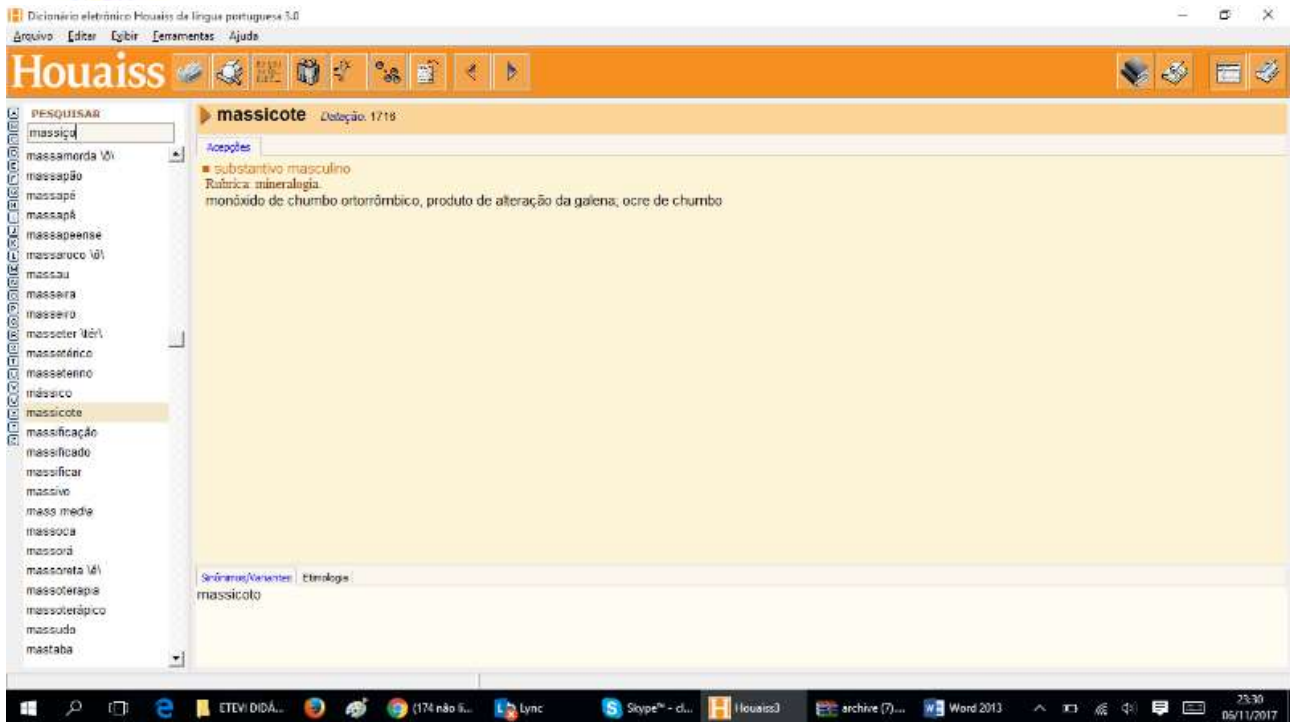 Dicionário eletrônico Houaiss da língua portuguesa 3.0
Arquivo Editar Exibir Ferramentas Ajuda
Houaiss
PESQUISAR
massiço
massamorda \ô\
massapão
massapé
massapê
massapeense
massaroco \ô\
massau
masseira
masseiro
masseter \tér\
massetérico
masseterino
mássico
massicote
massificação
massificado
massificar
massivo
mass media
massoca
massorá
massoreta \ê\
massoterapia
massoterápico
massudo
mastaba
massicote Datação: 1716
Acepções
■ substantivo masculino
Rubrica: mineralogia.
monóxido de chumbo ortorrômbico, produto de alteração da galena; ocre de chumbo
Sinônimos/Variantes Etimologia
massicoto
ETEVI DIDÁ... (174 não li... Lync Skype™ - cl... Houaiss3 archive (7).... Word 2013
23:30
06/11/2017